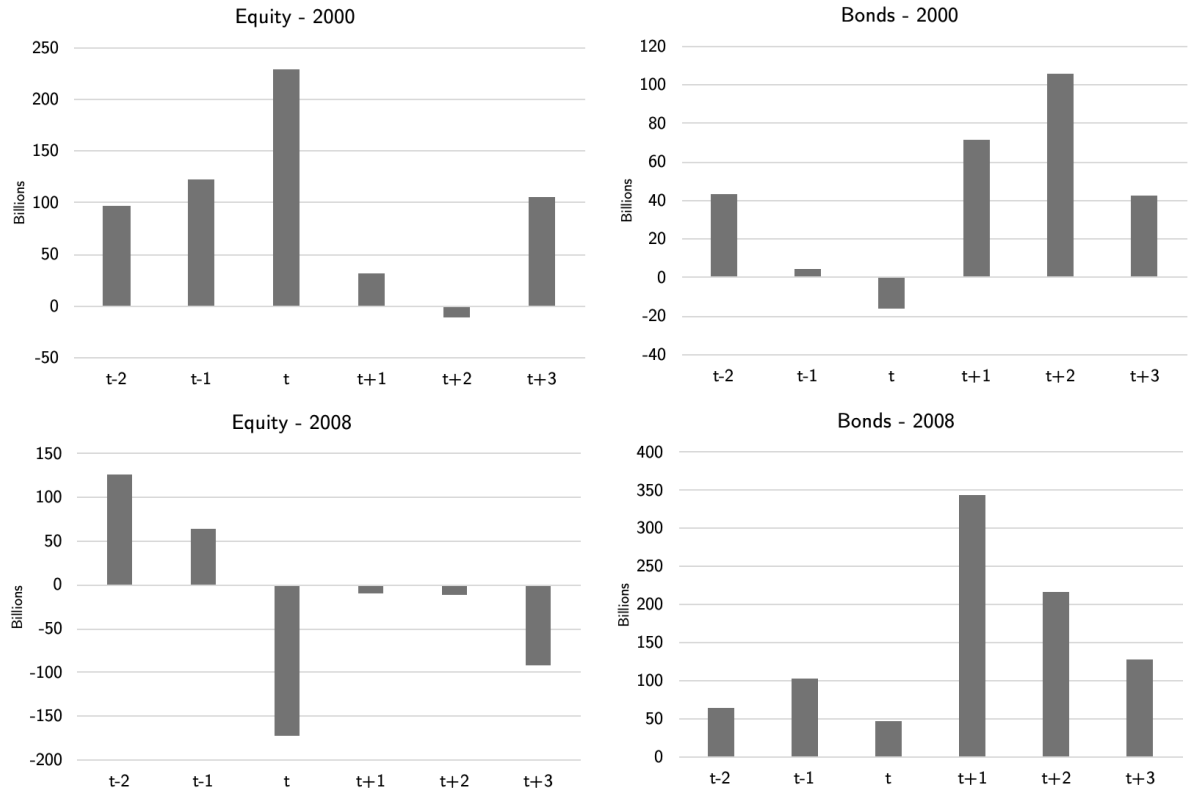 Equity - 2000
250
200
150
100
50
0
-50
Billions
t-2 t-1 t t+1 t+2 t+3
Bonds - 2000
120
100
80
60
40
20
0
-20
-40
Billions
t-2 t-1 t t+1 t+2 t+3
Equity - 2008
150
100
50
0
-50
-100
-150
-200
Billions
t-2 t-1 t t+1 t+2 t+3
Bonds - 2008
400
350
300
250
200
150
100
50
0
Billions
t-2 t-1 t t+1 t+2 t+3